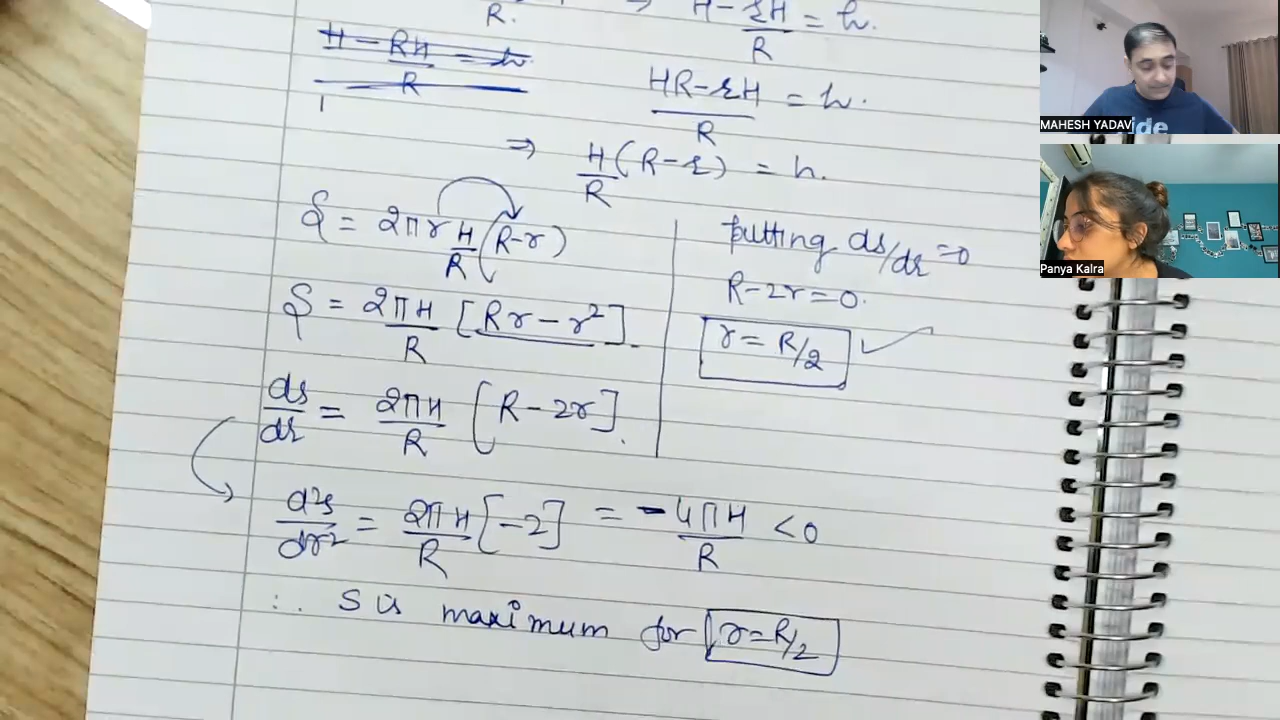 R.
H - RH = h
R
⇒ H - rH = h.
R
HR - rH = h.
R
⇒ H (R - r) = h.
R
S = 2πr H (R-r)
R
S = 2πH [Rr - r²].
R
ds = 2πH [R - 2r].
dr R
d²s = 2πH [-2] = -4πH < 0
dr² R R
∴ S is maximum for r = R/2
putting ds/dr = 0
R - 2r = 0.
r = R/2 ✓
MAHESH YADAV
ide
Panya Kalra